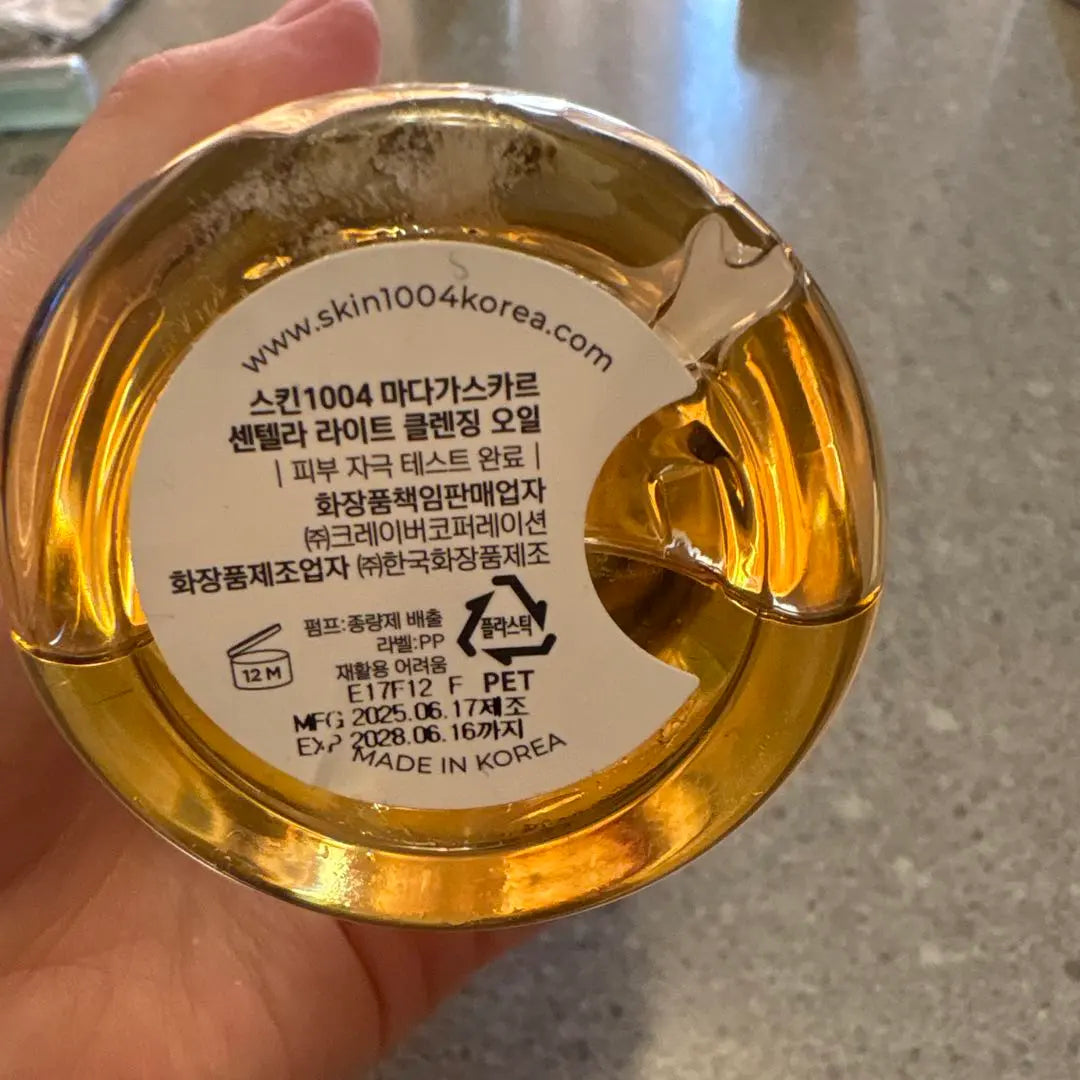 www.skin1004korea.com
스킨1004 마다가스카르
센텔라 라이트 클렌징 오일
| 피부 자극 테스트 완료 |
화장품책임판매업자
㈜크레이버코퍼레이션
화장품제조업자 ㈜한국화장품제조
펌프:종량제 배출
라벨:PP
재활용 어려움
플라스틱
PET
12 M
E17F12 F
MFG 2025.06.17제조
EXP 2028.06.16까지
MADE IN KOREA